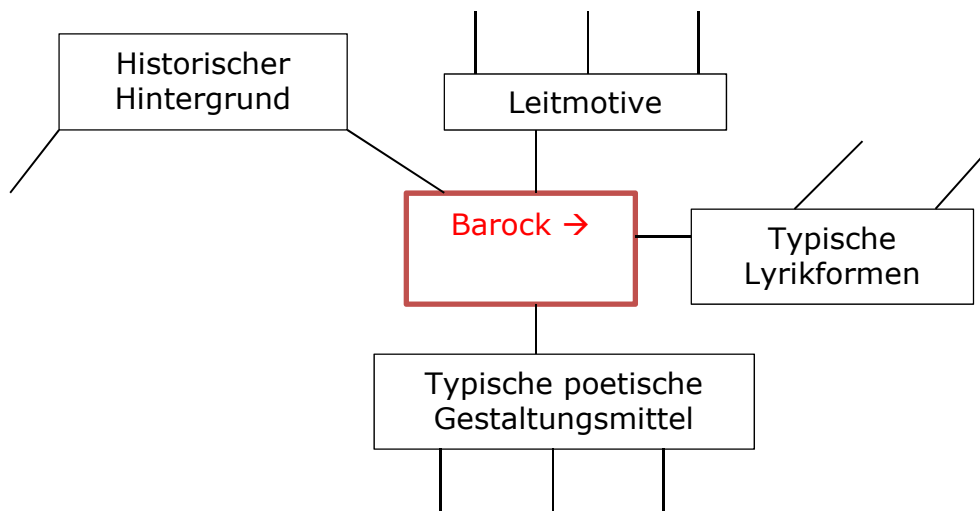 Historischer
Hintergrund
Leitmotive
Barock →
Typische
Lyrikformen
Typische poetische
Gestaltungsmittel